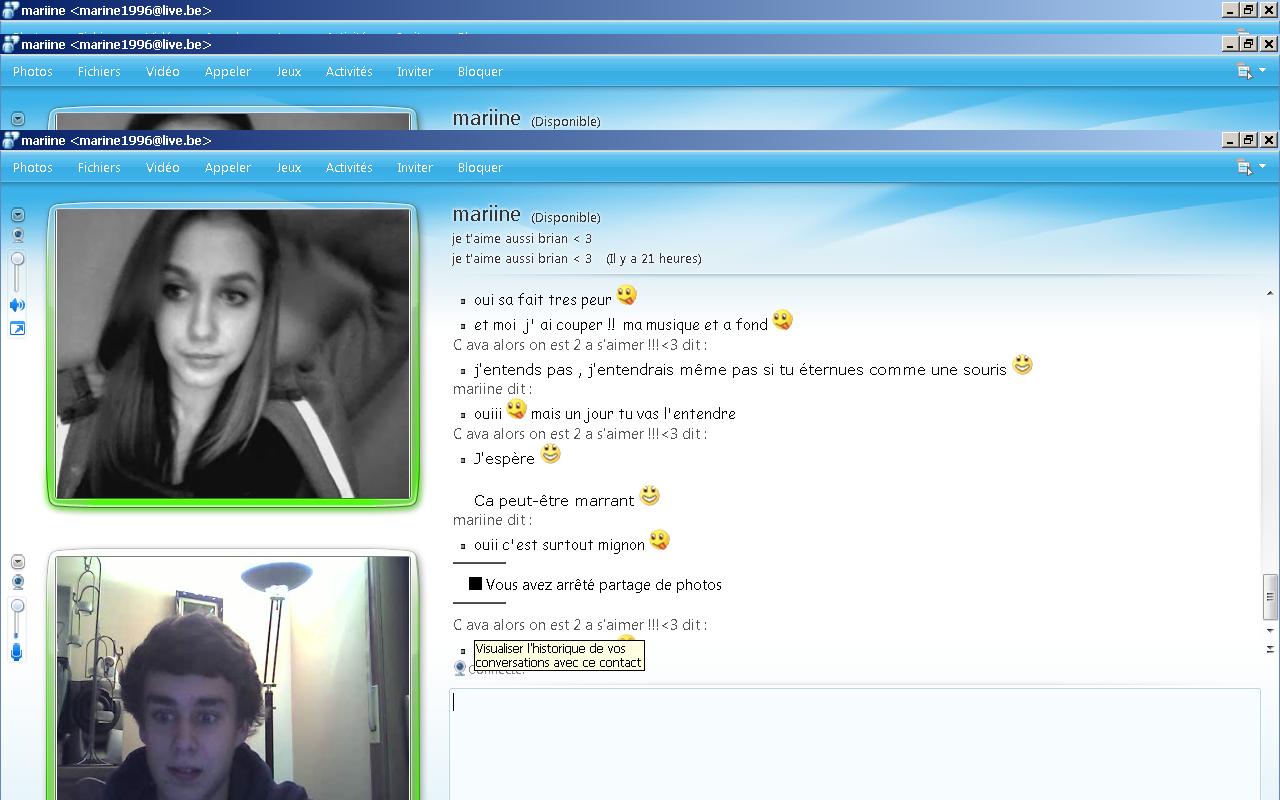 mariine <marine1996@live.be>
mariine <marine1996@live.be>
Photos Fichiers Vidéo Appeler Jeux Activités Inviter Bloquer
mariine (Disponible)
mariine <marine1996@live.be>
Photos Fichiers Vidéo Appeler Jeux Activités Inviter Bloquer
mariine (Disponible)
je t'aime aussi brian < 3
je t'aime aussi brian < 3 (Il y a 21 heures)
oui sa fait tres peur
et moi j' ai couper !! ma musique et a fond
C ava alors on est 2 a s'aimer !!!<3 dit :
j'entends pas , j'entendrais même pas si tu éternues comme une souris
mariine dit :
ouiii mais un jour tu vas l'entendre
C ava alors on est 2 a s'aimer !!!<3 dit :
J'espère
Ca peut-être marrant
mariine dit :
ouii c'est surtout mignon
Vous avez arrêté partage de photos
C ava alors on est 2 a s'aimer !!!<3 dit :
Visualiser l'historique de vos
conversations avec ce contact